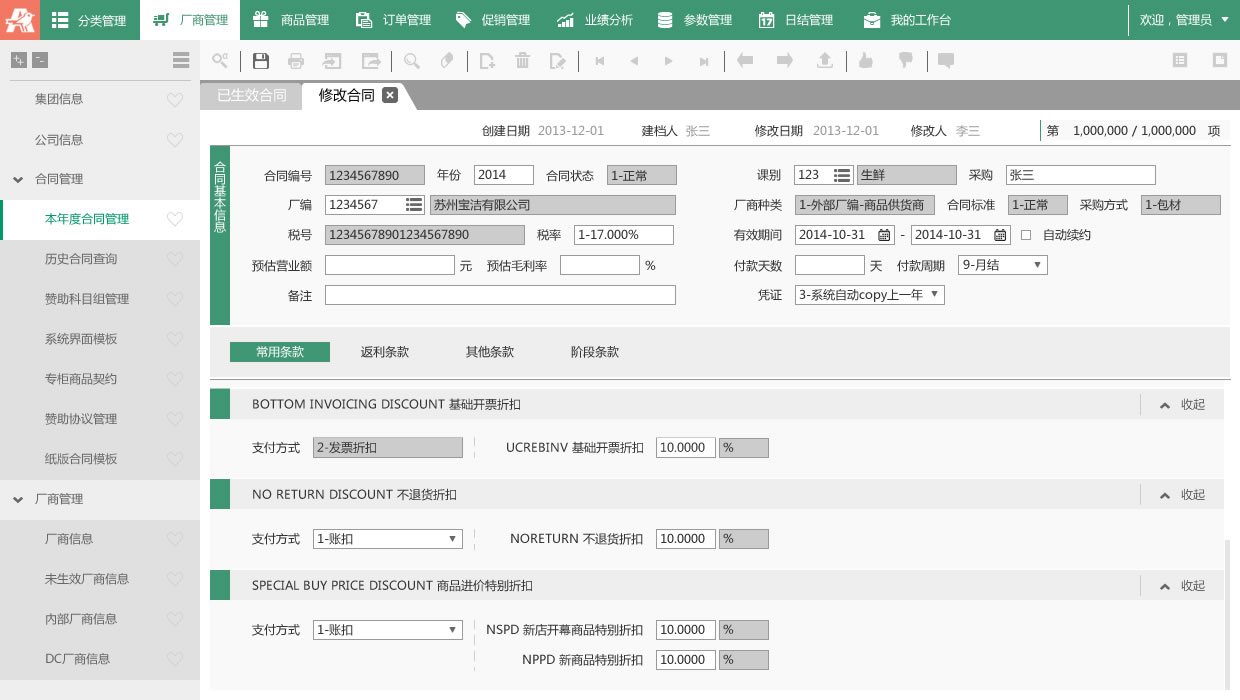 分类管理 厂商管理 商品管理 订单管理 促销管理 业绩分析 参数管理 日结管理 我的工作台 欢迎，管理员
已生效合同 修改合同
集团信息
公司信息
合同管理
本年度合同管理
历史合同查询
赞助科目组管理
系统界面模板
专柜商品契约
赞助协议管理
纸版合同模板
厂商管理
厂商信息
未生效厂商信息
内部厂商信息
DC厂商信息
创建日期 2013-12-01 建档人 张三 修改日期 2013-12-01 修改人 李三 第 1,000,000 / 1,000,000 项
合同基本信息
合同编号 1234567890 年份 2014 合同状态 1-正常 课别 123 生鲜 采购 张三
厂编 1234567 苏州宝洁有限公司 厂商种类 1-外部厂编-商品供货商 合同标准 1-正常 采购方式 1-包材
税号 12345678901234567890 税率 1-17.000% 有效期间 2014-10-31 - 2014-10-31 自动续约
预估营业额 元 预估毛利率 % 付款天数 天 付款周期 9-月结
备注 凭证 3-系统自动copy上一年
常用条款 返利条款 其他条款 阶段条款
BOTTOM INVOICING DISCOUNT 基础开票折扣 收起
支付方式 2-发票折扣 UCREBINV 基础开票折扣 10.0000 %
NO RETURN DISCOUNT 不退货折扣 收起
支付方式 1-账扣 NORETURN 不退货折扣 10.0000 %
SPECIAL BUY PRICE DISCOUNT 商品进价特别折扣 收起
支付方式 1-账扣 NSPD 新店开幕商品特别折扣 10.0000 %
NPPD 新商品特别折扣 10.0000 %